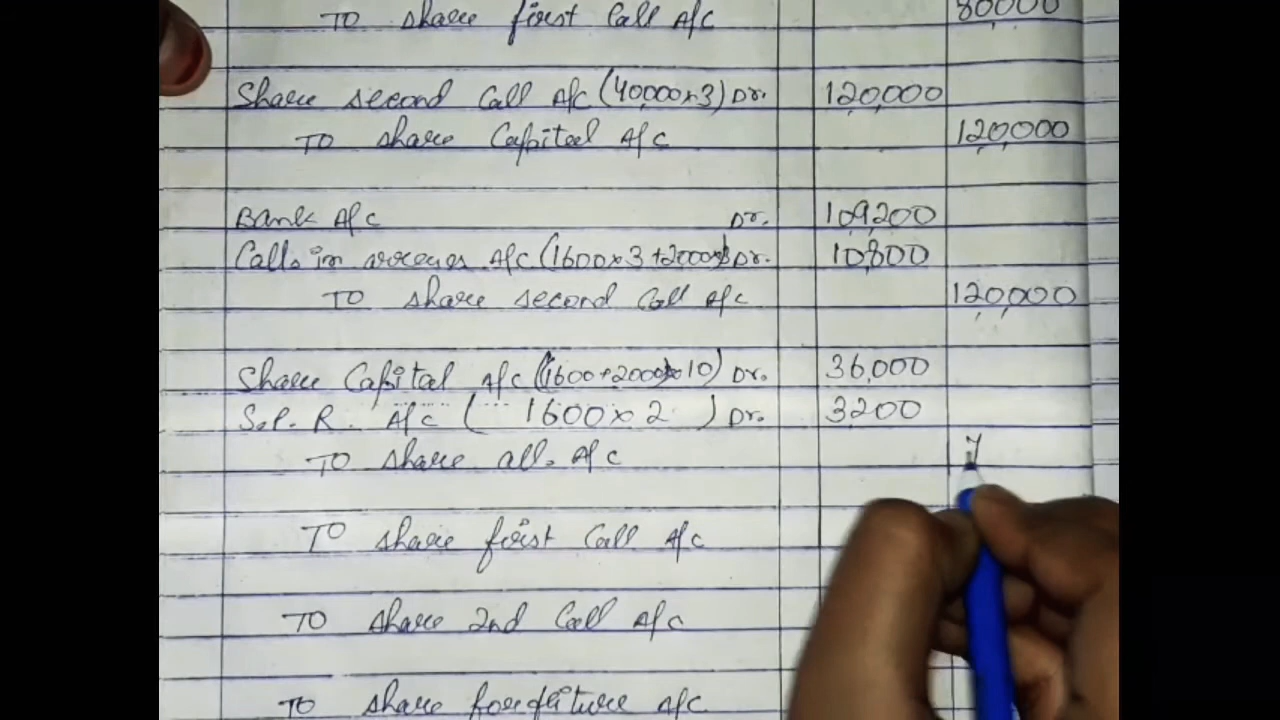 To share first Call A/c 80000
Share second Call A/c (40,000×3) Dr. 120,000
To share Capital A/c 120,000
Bank A/c Dr. 109,200
Calls in arrears A/c (1600×3 + 2000×3 Dr. 10,800
To share second Call A/c 120,000
Share Capital A/c (1600+2000)×10) Dr. 36,000
S.P. R. A/c ( 1600×2 ) Dr. 3200
To share all. A/c
To share first Call A/c
To share 2nd Call A/c
To share forfeiture A/c